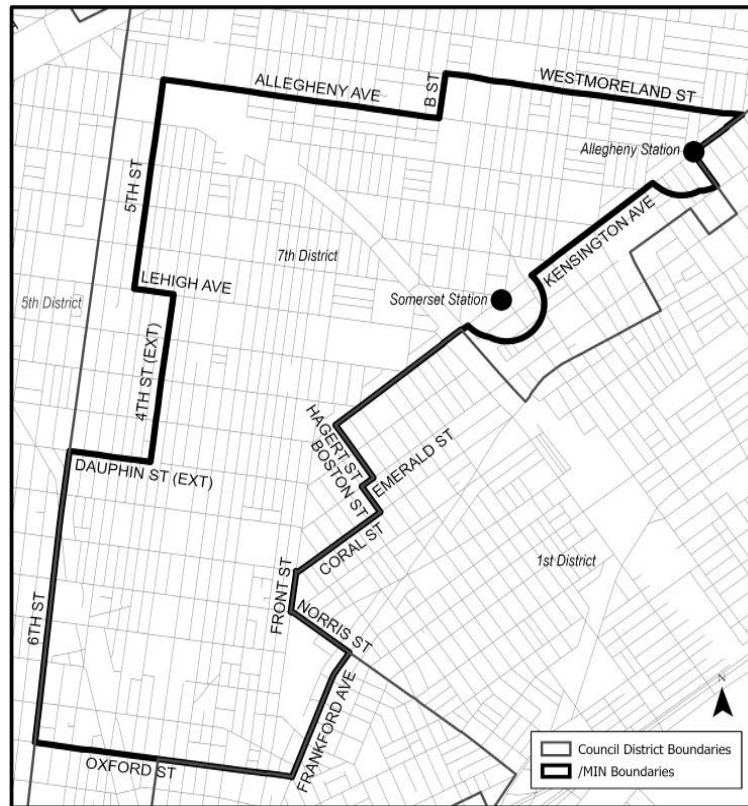 ALLEGHENY AVE
B ST
WESTMORELAND ST
Allegheny Station
5TH ST
KENSINGTON AVE
7th District
LEHIGH AVE
5th District
Somerset Station
4TH ST (EXT)
HAGERT ST
BOSTON ST
EMERALD ST
DAUPHIN ST (EXT)
CORAL ST
1st District
FRONT ST
NORRIS ST
6TH ST
FRANKFORD AVE
N
OXFORD ST
Council District Boundaries
/MIN Boundaries